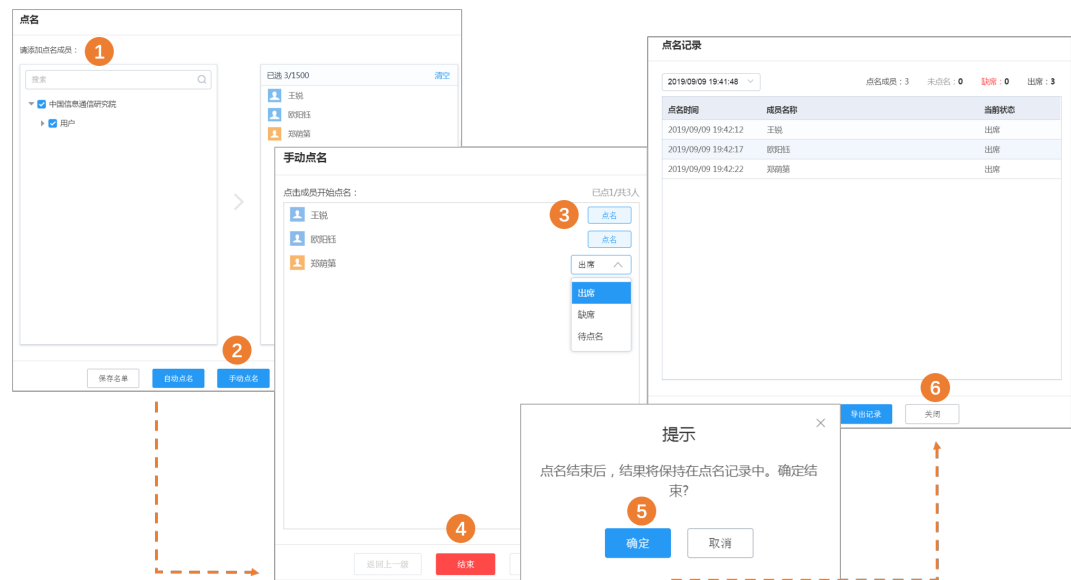 点名
请添加点名成员：
1
搜索
中国信息通信研究院
用户
已选 3/1500
清空
王锐
欧阳钰
郑萌第
2
保存名单
自动点名
手动点名
手动点名
点击成员开始点名：
已点1/共3人
王锐
3
点名
欧阳钰
点名
郑萌第
出席
出席
缺席
待点名
4
返回上一级
结束
提示
点名结束后，结果将保持在点名记录中。确定结
束?
5
确定
取消
点名记录
2019/09/09 19:41:48
点名成员：3
未点名：0
缺席：0
出席：3
点名时间
成员名称
当前状态
2019/09/09 19:42:12
王锐
出席
2019/09/09 19:42:17
欧阳钰
出席
2019/09/09 19:42:22
郑萌第
出席
6
导出记录
关闭